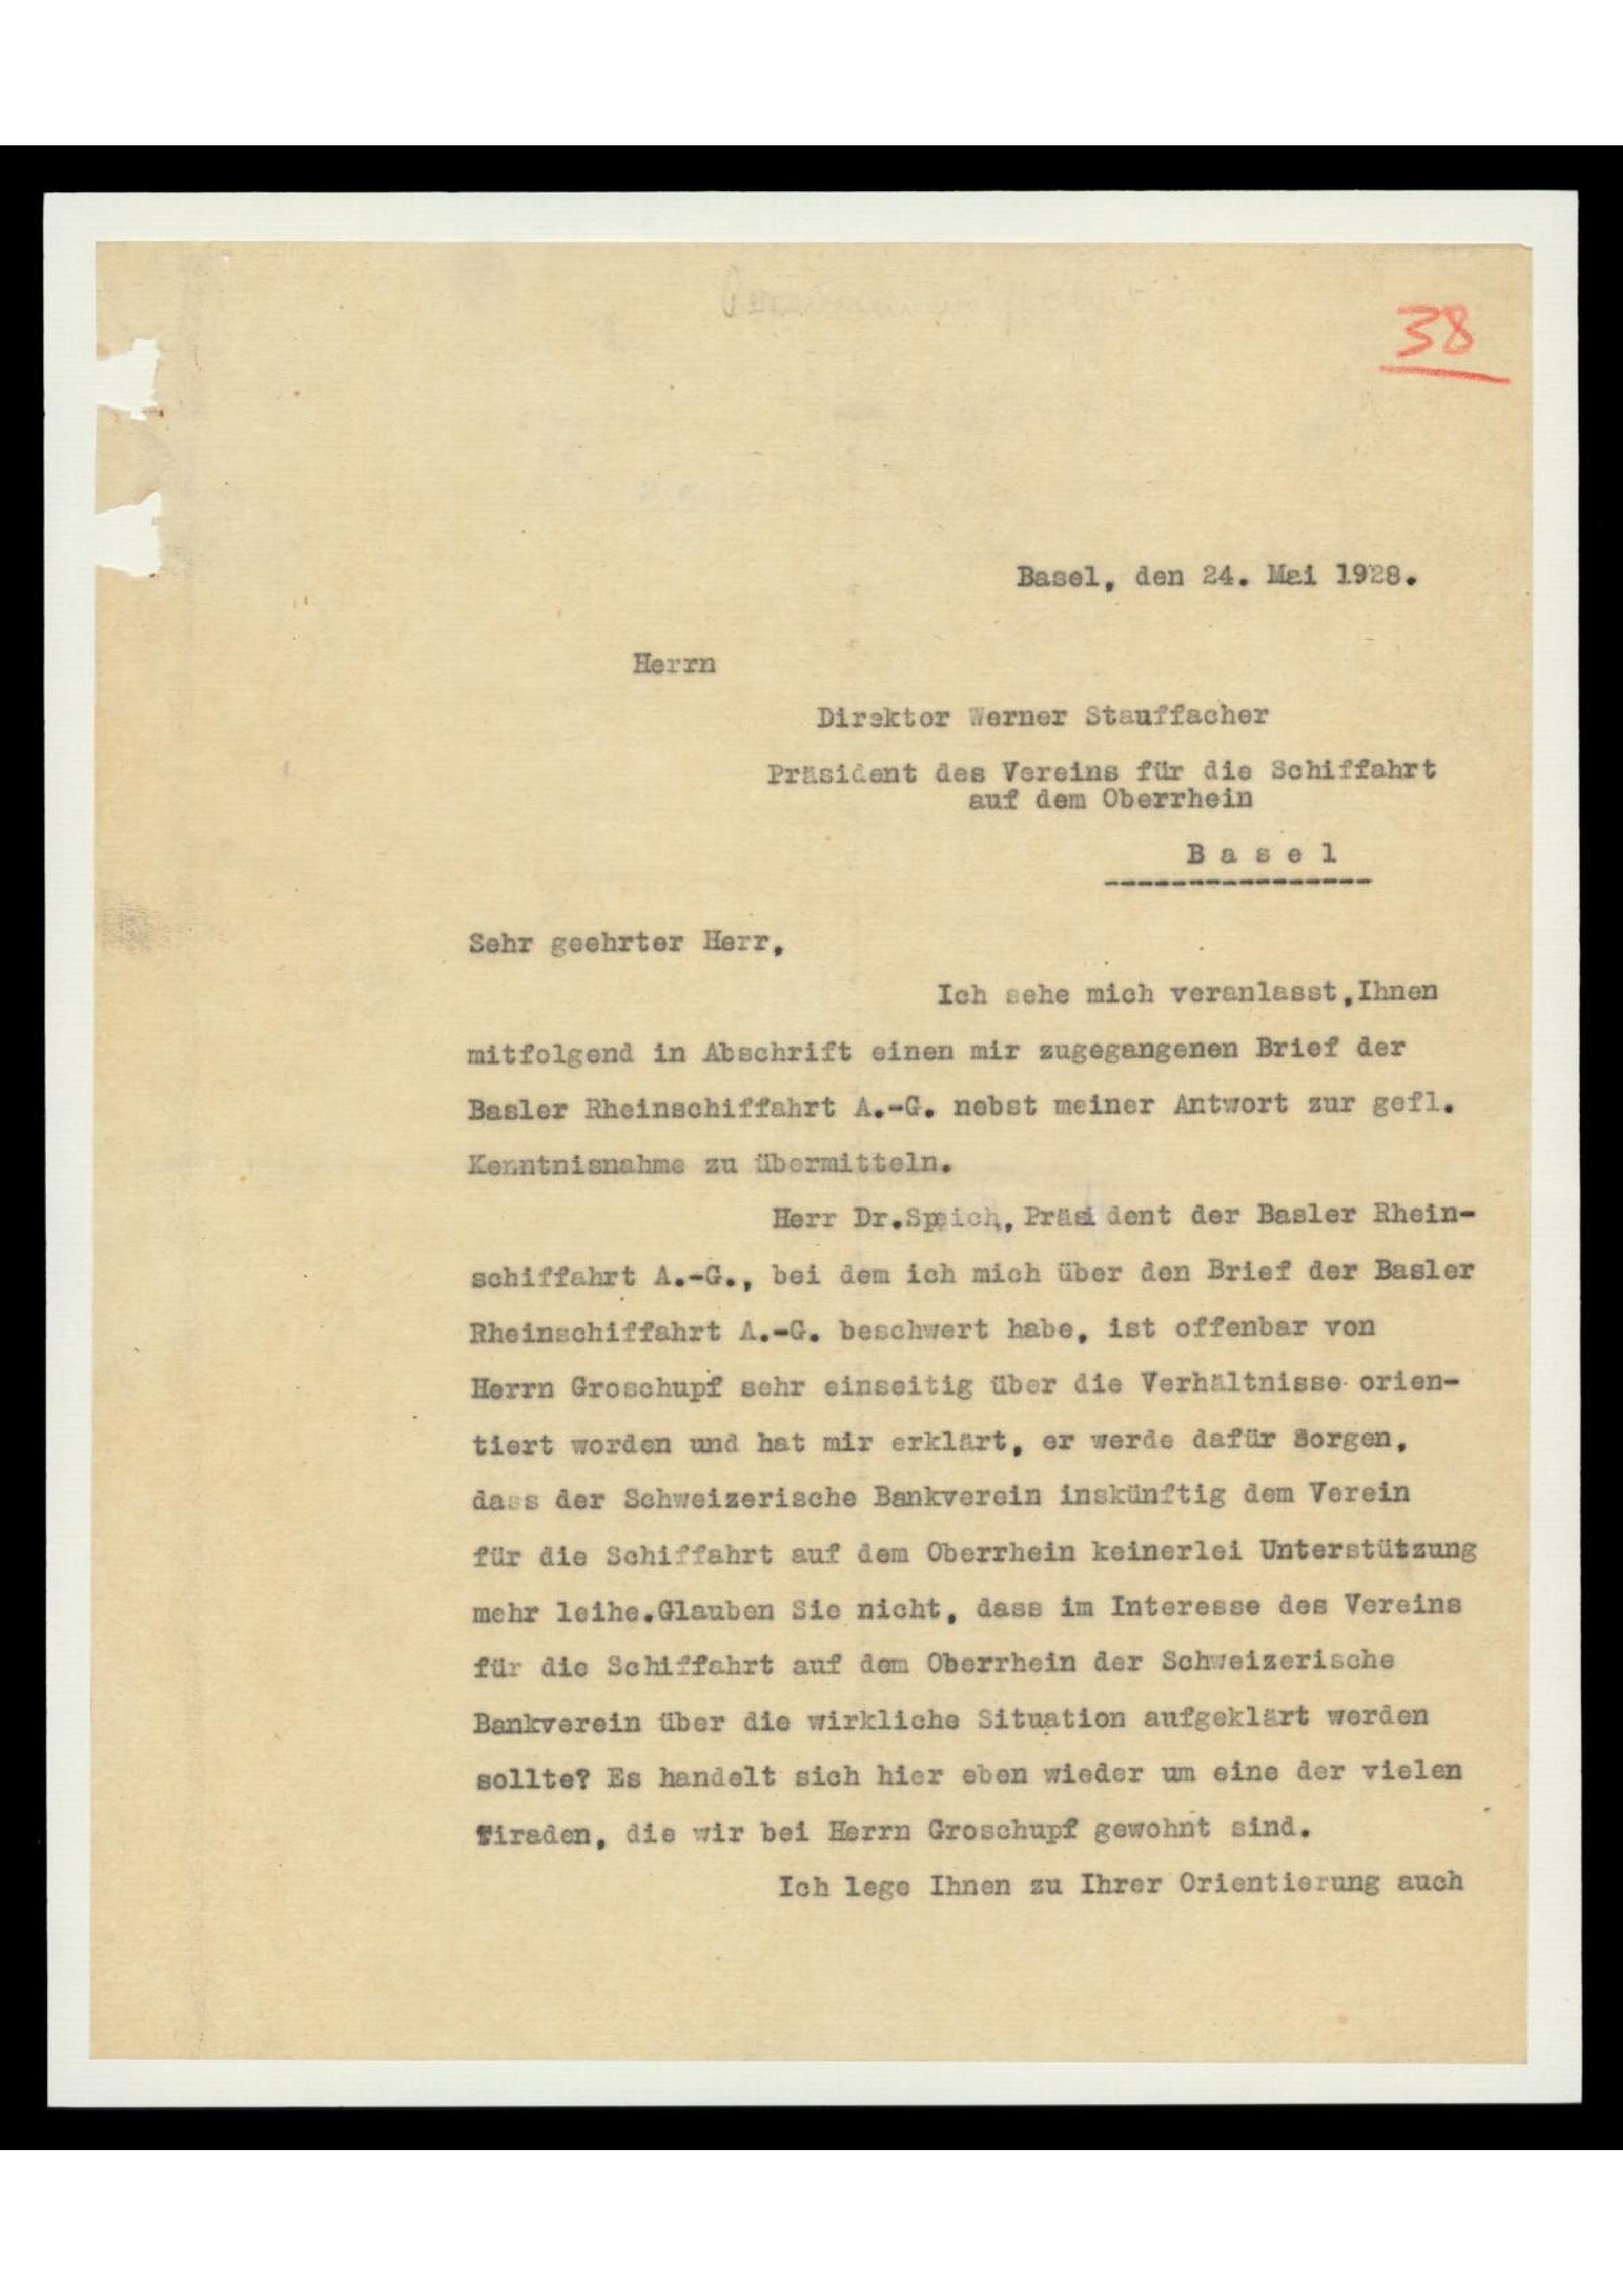 38
Basel, den 24. Mai 1928.
Herrn
Direktor Werner Stauffacher
Präsident des Vereins für die Schiffahrt
auf dem Oberrhein
B a s e l
Sehr geehrter Herr,
Ich sehe mich veranlasst,Ihnen
mitfolgend in Abschrift einen mir zugegangenen Brief der
Basler Rheinschiffahrt A.-G. nebst meiner Antwort zur gefl.
Kenntnisnahme zu übermitteln.
Herr Dr.Speich, Präsident der Basler Rhein-
schiffahrt A.-G., bei dem ich mich über den Brief der Basler
Rheinschiffahrt A.-G. beschwert habe, ist offenbar von
Herrn Groschupf sehr einseitig über die Verhältnisse orien-
tiert worden und hat mir erklärt, er werde dafür sorgen,
dass der Schweizerische Bankverein inskünftig dem Verein
für die Schiffahrt auf dem Oberrhein keinerlei Unterstützung
mehr leihe.Glauben Sie nicht, dass im Interesse des Vereins
für die Schiffahrt auf dem Oberrhein der Schweizerische
Bankverein über die wirkliche Situation aufgeklärt werden
sollte? Es handelt sich hier eben wieder um eine der vielen
Tiraden, die wir bei Herrn Groschupf gewohnt sind.
Ich lege Ihnen zu Ihrer Orientierung auch